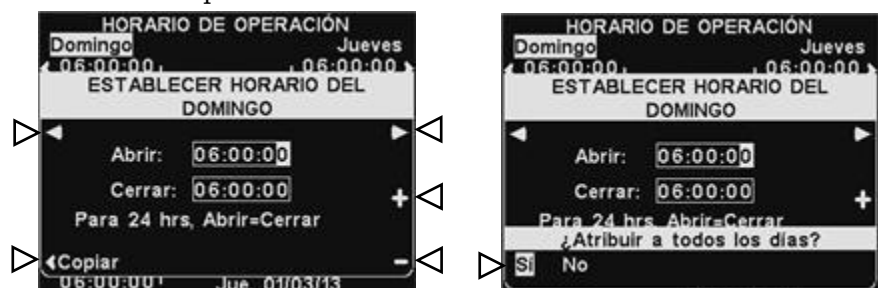 HORARIO DE OPERACIÓN
Domingo Jueves
06:00:00 06:00:00
ESTABLECER HORARIO DEL
DOMINGO
Abrir: 06:00:00
Cerrar: 06:00:00 +
Para 24 hrs, Abrir=Cerrar
Copiar -
06:00:00 Jue 01/03/13
HORARIO DE OPERACIÓN
Domingo Jueves
06:00:00 06:00:00
ESTABLECER HORARIO DEL
DOMINGO
Abrir: 06:00:00
Cerrar: 06:00:00 +
Para 24 hrs Abrir=Cerrar
¿Atribuir a todos los días?
Sí No